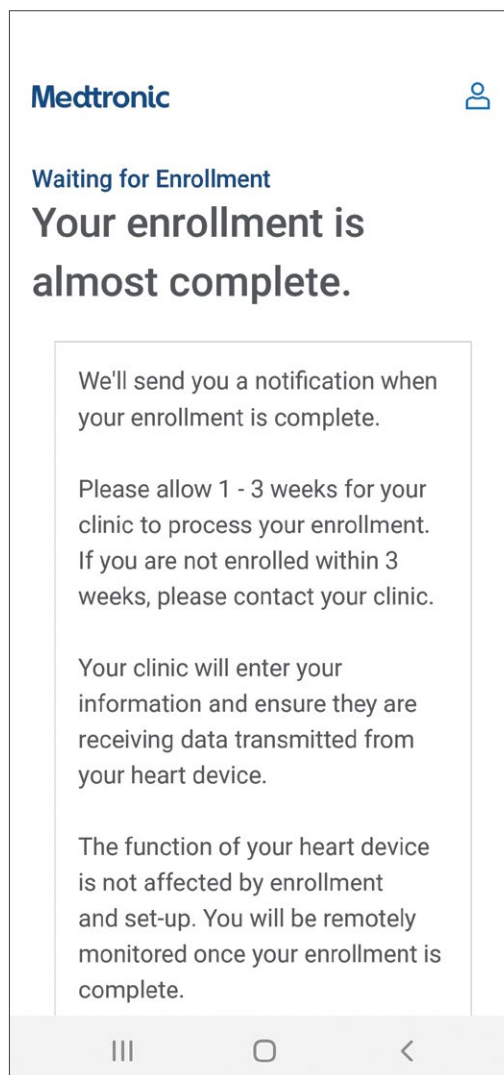 Medtronic
Waiting for Enrollment
Your enrollment is
almost complete.
We'll send you a notification when
your enrollment is complete.
Please allow 1 - 3 weeks for your
clinic to process your enrollment.
If you are not enrolled within 3
weeks, please contact your clinic.
Your clinic will enter your
information and ensure they are
receiving data transmitted from
your heart device.
The function of your heart device
is not affected by enrollment
and set-up. You will be remotely
monitored once your enrollment is
complete.